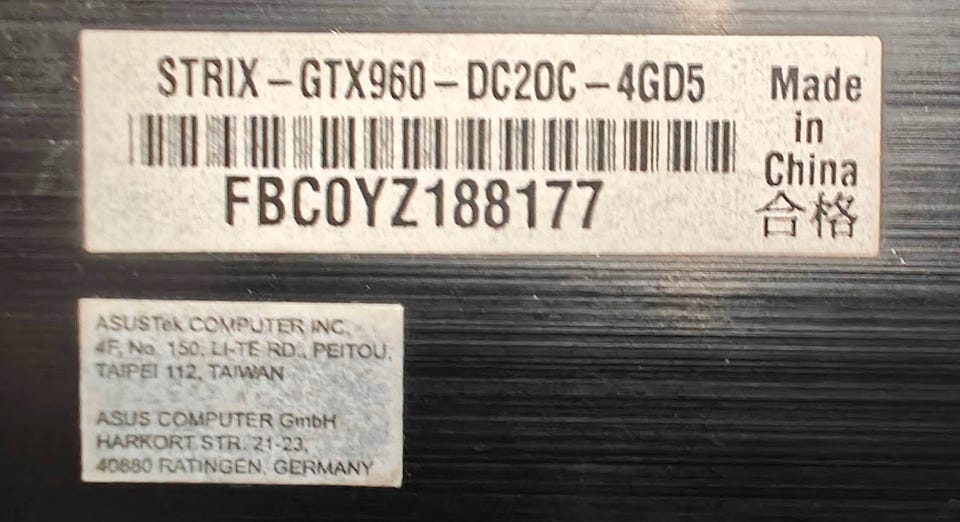 STRIX-GTX960-DC2OC-4GD5
FBC0YZ188177
Made
in
China
合格
ASUSTek COMPUTER INC.
4F, No. 150, LI-TE RD., PEITOU,
TAIPEI 112, TAIWAN
ASUS COMPUTER GmbH
HARKORT STR. 21-23,
40880 RATINGEN, GERMANY